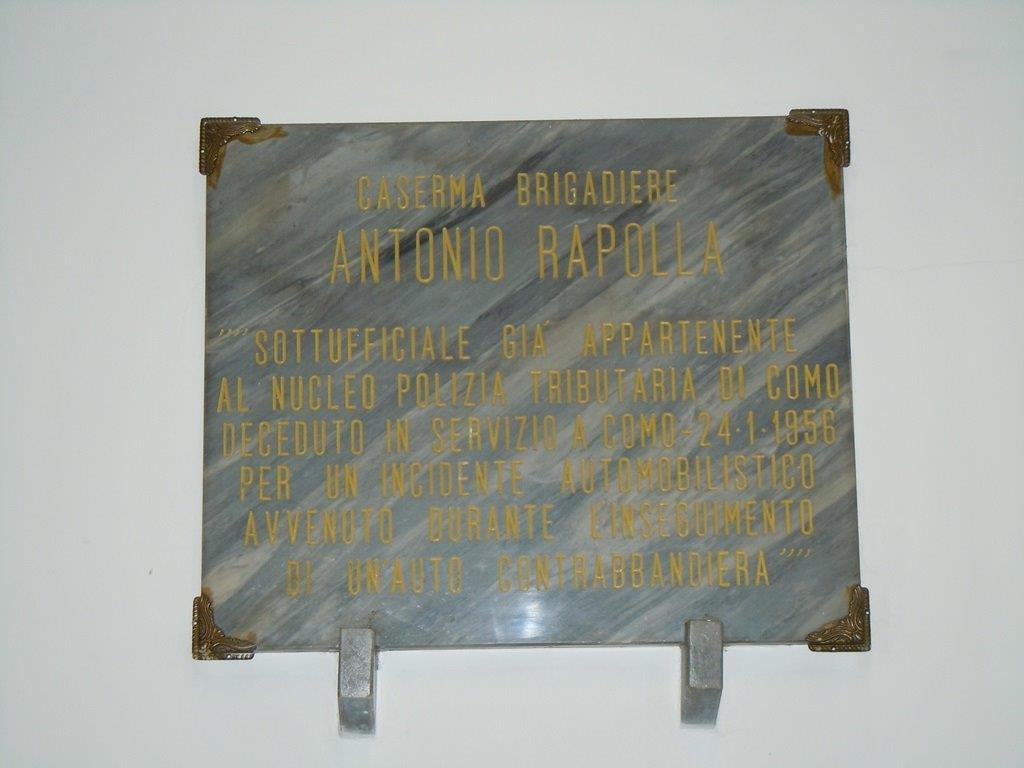 CASERMA BRIGADIERE
ANTONIO RAPOLLA
"" SOTTUFFICIALE GIÁ APPARTENENTE
AL NUCLEO POLIZIA TRIBUTARIA DI COMO
DECEDUTO IN SERVIZIO A COMO-24·1·1956
PER UN INCIDENTE AUTOMOBILISTICO
AVVENUTO DURANTE L'INSEGUIMENTO
DI UN'AUTO CONTRABBANDIERA""